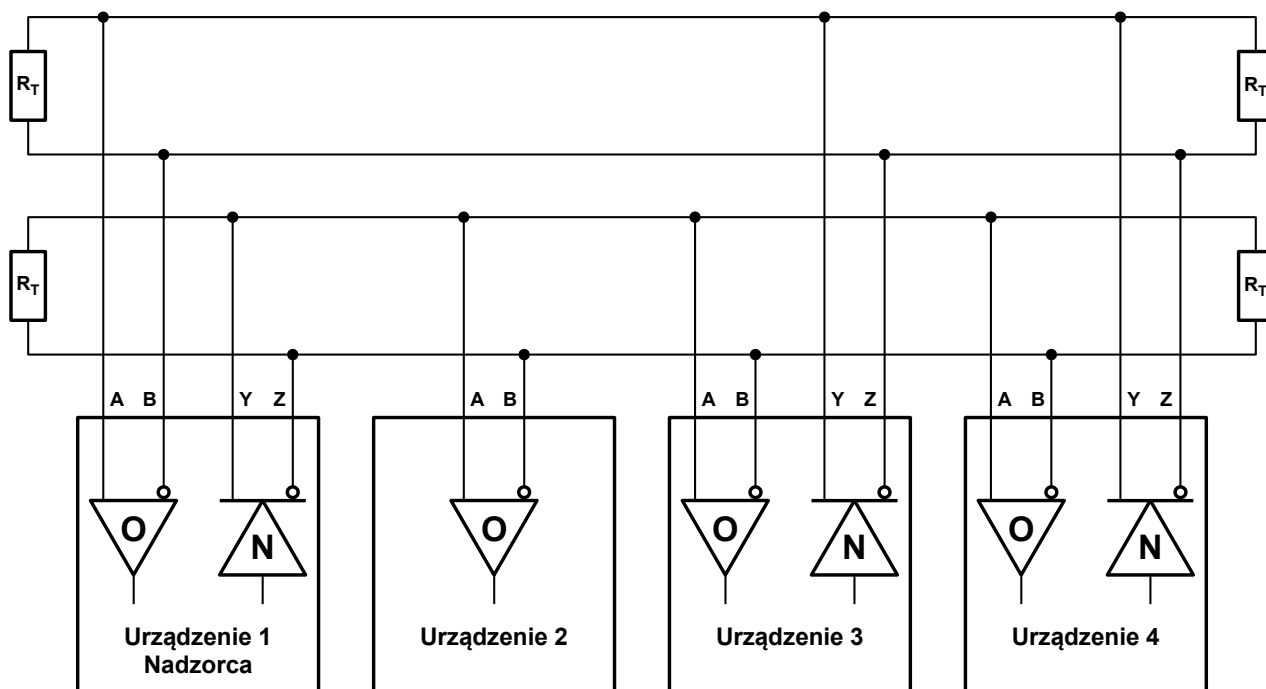 RT RT
RT RT
A B Y Z A B A B Y Z A B Y Z
O N O O N O N
Urządzenie 1 Urządzenie 2 Urządzenie 3 Urządzenie 4
Nadzorca